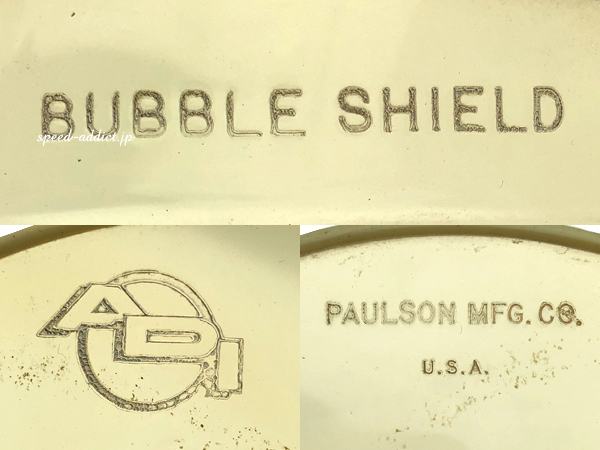 BUBBLE SHIELD
speed-addict.jp
ADI
PAULSON MFG. CO.
U.S.A.